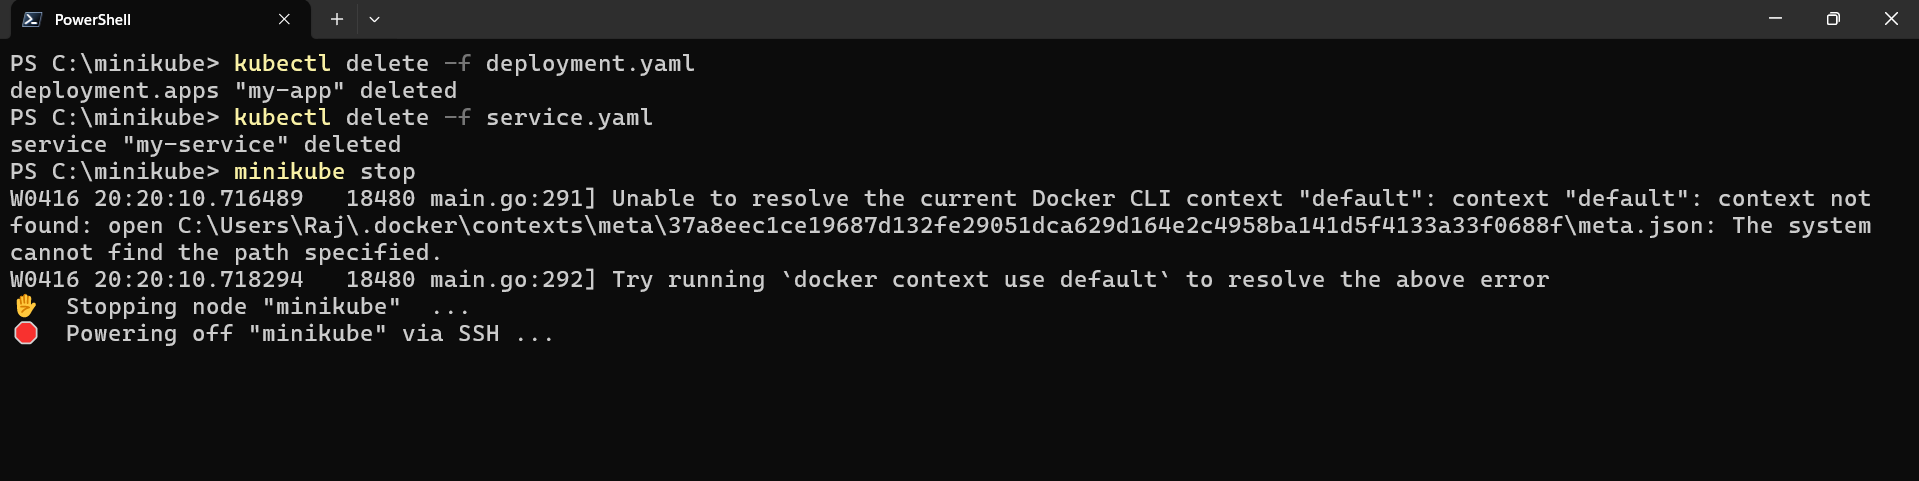 PowerShell
PS C:\minikube> kubectl delete -f deployment.yaml
deployment.apps "my-app" deleted
PS C:\minikube> kubectl delete -f service.yaml
service "my-service" deleted
PS C:\minikube> minikube stop
W0416 20:20:10.716489   18480 main.go:291] Unable to resolve the current Docker CLI context "default": context "default": context not
found: open C:\Users\Raj\.docker\contexts\meta\37a8eec1ce19687d132fe29051dca629d164e2c4958ba141d5f4133a33f0688f\meta.json: The system
cannot find the path specified.
W0416 20:20:10.718294   18480 main.go:292] Try running `docker context use default` to resolve the above error
✋  Stopping node "minikube"  ...
🛑  Powering off "minikube" via SSH ...